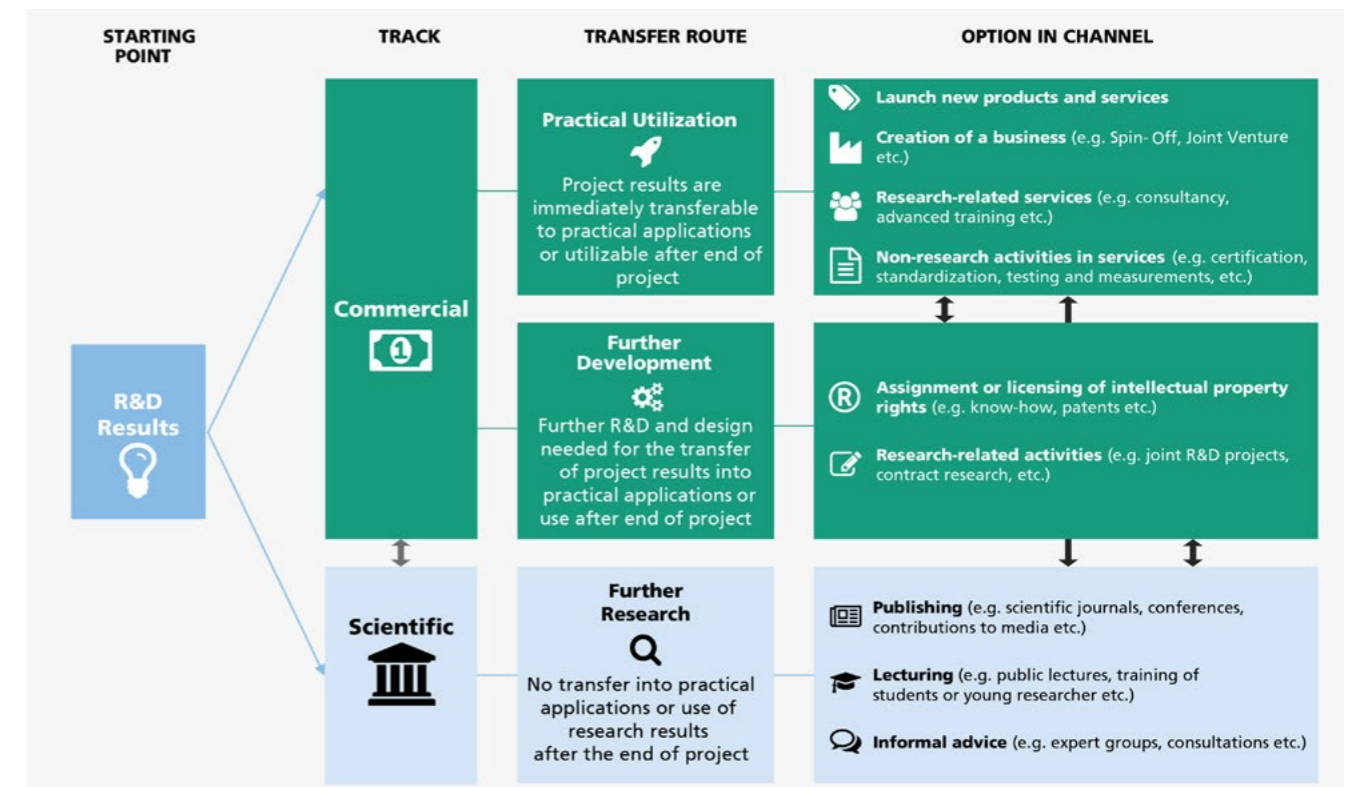 STARTING
POINT
TRACK
TRANSFER ROUTE
OPTION IN CHANNEL
R&D
Results
Commercial
1
Practical Utilization
Project results are
immediately transferable
to practical applications
or utilizable after end of
project
Launch new products and services
Creation of a business (e.g. Spin- Off, Joint Venture
etc.)
Research-related services (e.g. consultancy,
advanced training etc.)
Non-research activities in services (e.g. certification,
standardization, testing and measurements, etc.)
Further
Development
Further R&D and design
needed for the transfer
of project results into
practical applications or
use after end of project
R
Assignment or licensing of intellectual property
rights (e.g. know-how, patents etc.)
Research-related activities (e.g. joint R&D projects,
contract research, etc.)
Scientific
Further
Research
No transfer into practical
applications or use of
research results
after the end of project
Publishing (e.g. scientific journals, conferences,
contributions to media etc.)
Lecturing (e.g. public lectures, training of
students or young researcher etc.)
Informal advice (e.g. expert groups, consultations etc.)